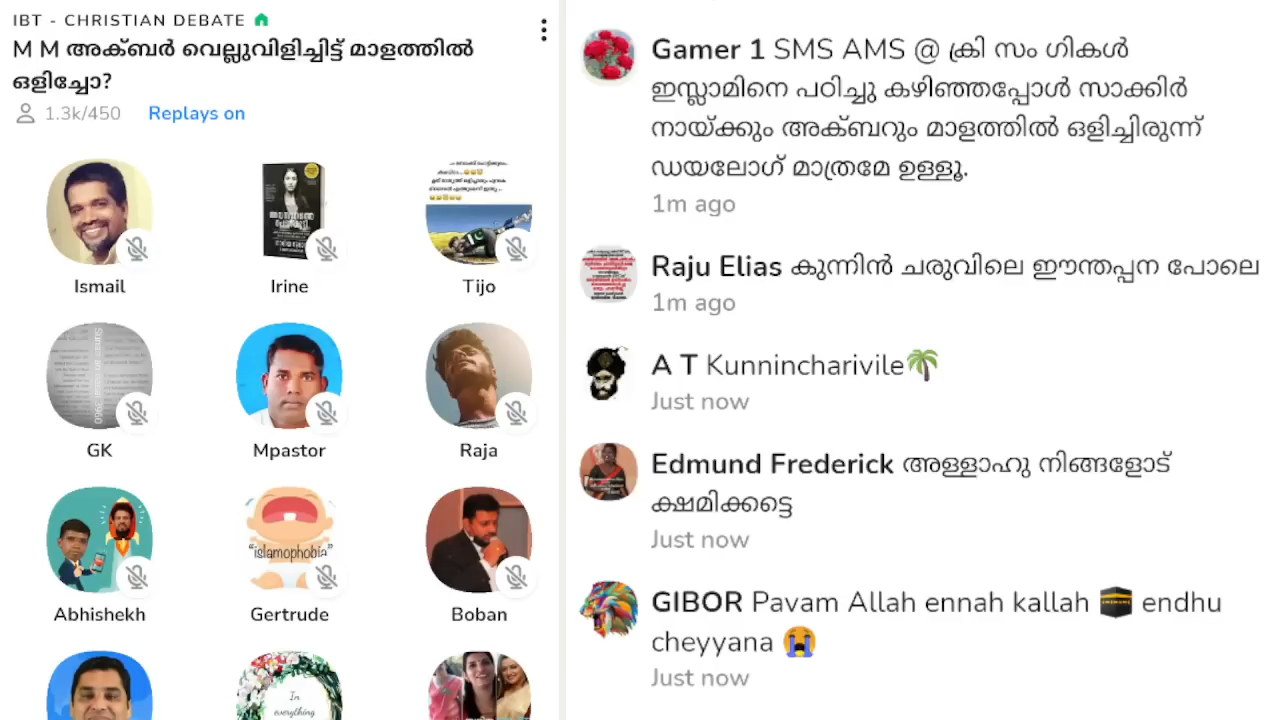 IBT - CHRISTIAN DEBATE
M M അക്ബർ വെല്ലുവിളിച്ചിട്ട് മാളത്തിൽ
ഒളിച്ചോ?
1.3k/450 Replays on
Ismail
Irine
Tijo
GK
Mpastor
Raja
Abhishekh
"islamophobia"
Gertrude
Boban
In
everything
Gamer 1 SMS AMS @ ക്രി സം ഗികൾ
ഇസ്ലാമിനെ പഠിച്ചു കഴിഞ്ഞപ്പോൾ സാക്കിർ
നായ്ക്കും അക്ബറും മാളത്തിൽ ഒളിച്ചിരുന്ന്
ഡയലോഗ് മാത്രമേ ഉള്ളൂ.
1m ago
Raju Elias കുന്നിൻ ചരുവിലെ ഈന്തപ്പന പോലെ
1m ago
A T Kunnincharivile🌴
Just now
Edmund Frederick അള്ളാഹു നിങ്ങളോട്
ക്ഷമിക്കട്ടെ
Just now
GIBOR Pavam Allah ennah kallah 🕋 endhu
cheyyana 😭
Just now